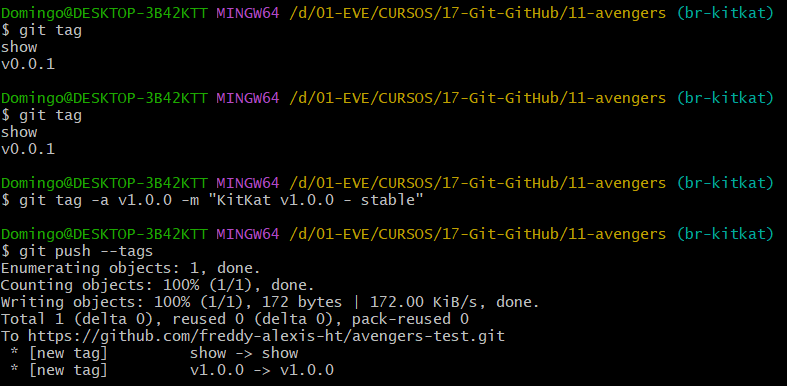 Domingo@DESKTOP-3B42KTT MINGW64 /d/01-EVE/CURSOS/17-Git-GitHub/11-avengers (br-kitkat)
$ git tag
show
v0.0.1
Domingo@DESKTOP-3B42KTT MINGW64 /d/01-EVE/CURSOS/17-Git-GitHub/11-avengers (br-kitkat)
$ git tag
show
v0.0.1
Domingo@DESKTOP-3B42KTT MINGW64 /d/01-EVE/CURSOS/17-Git-GitHub/11-avengers (br-kitkat)
$ git tag -a v1.0.0 -m "KitKat v1.0.0 - stable"
Domingo@DESKTOP-3B42KTT MINGW64 /d/01-EVE/CURSOS/17-Git-GitHub/11-avengers (br-kitkat)
$ git push --tags
Enumerating objects: 1, done.
Counting objects: 100% (1/1), done.
Writing objects: 100% (1/1), 172 bytes | 172.00 KiB/s, done.
Total 1 (delta 0), reused 0 (delta 0), pack-reused 0
To https://github.com/freddy-alexis-ht/avengers-test.git
 * [new tag]         show -> show
 * [new tag]         v1.0.0 -> v1.0.0